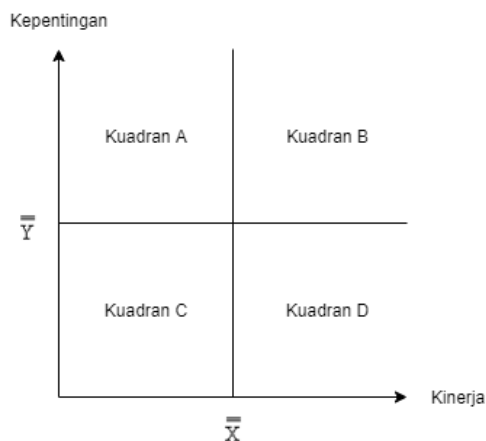 Kepentingan
Kuadran A
Kuadran B
Y̿
Kuadran C
Kuadran D
Kinerja
X̿